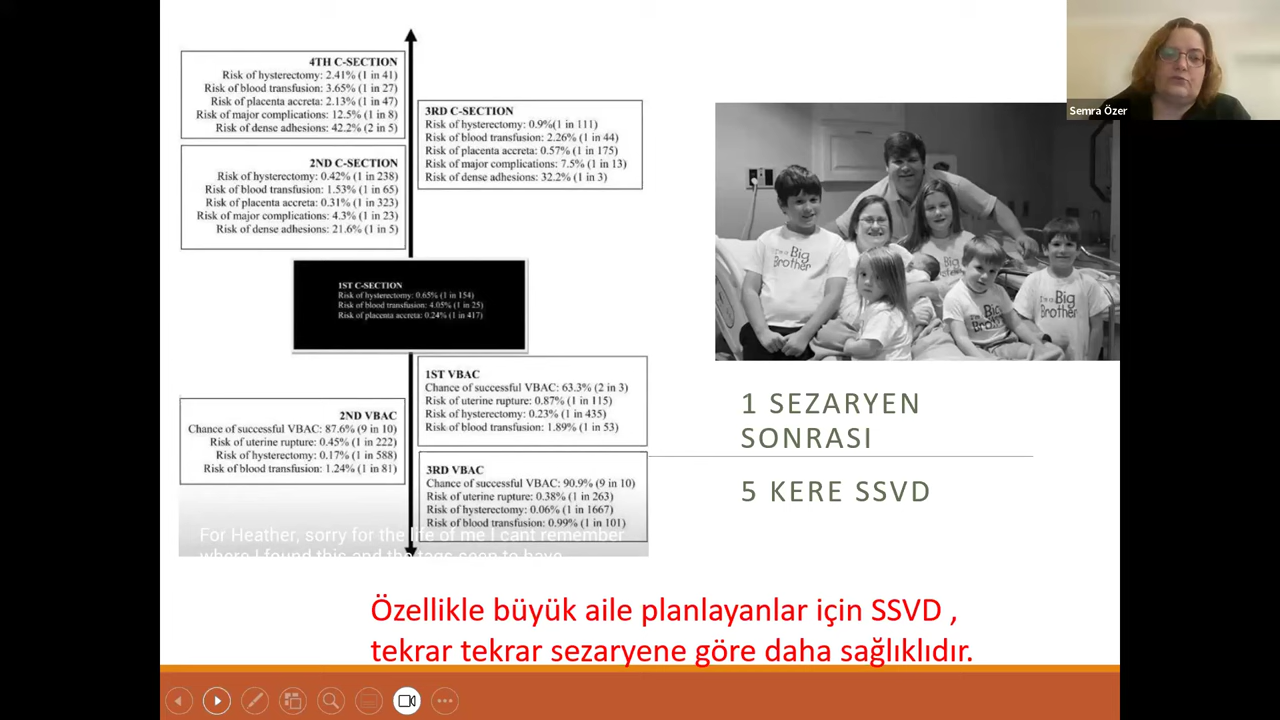 4TH C-SECTION
Risk of hysterectomy: 2.41% (1 in 41)
Risk of blood transfusion: 3.65% (1 in 27)
Risk of placenta accreta: 2.13% (1 in 47)
Risk of major complications: 12.5% (1 in 8)
Risk of dense adhesions: 42.2% (2 in 5)
3RD C-SECTION
Risk of hysterectomy: 0.9%(1 in 111)
Risk of blood transfusion: 2.26% (1 in 44)
Risk of placenta accreta: 0.57% (1 in 175)
Risk of major complications: 7.5% (1 in 13)
Risk of dense adhesions: 32.2% (1 in 3)
2ND C-SECTION
Risk of hysterectomy: 0.42% (1 in 238)
Risk of blood transfusion: 1.53% (1 in 65)
Risk of placenta accreta: 0.31% (1 in 323)
Risk of major complications: 4.3% (1 in 23)
Risk of dense adhesions: 21.6% (1 in 5)
1ST C-SECTION
Risk of hysterectomy: 0.65% (1 in 154)
Risk of blood transfusion: 4.05% (1 in 25)
Risk of placenta accreta: 0.24% (1 in 417)
1ST VBAC
Chance of successful VBAC: 63.3% (2 in 3)
Risk of uterine rupture: 0.87% (1 in 115)
Risk of hysterectomy: 0.23% (1 in 435)
Risk of blood transfusion: 1.89% (1 in 53)
2ND VBAC
Chance of successful VBAC: 87.6% (9 in 10)
Risk of uterine rupture: 0.45% (1 in 222)
Risk of hysterectomy: 0.17% (1 in 588)
Risk of blood transfusion: 1.24% (1 in 81)
3RD VBAC
Chance of successful VBAC: 90.9% (9 in 10)
Risk of uterine rupture: 0.38% (1 in 263)
Risk of hysterectomy: 0.06% (1 in 1667)
Risk of blood transfusion: 0.99% (1 in 101)
For Heather, sorry for the life of me I cant remember
where I found this and the tags seen to have
Semra Özer
I'm a Big
Brother
I'm a Big
Brother
I'm a Big
Brother
1 SEZARYEN
SONRASI
5 KERE SSVD
Özellikle büyük aile planlayanlar için SSVD ,
tekrar tekrar sezaryene göre daha sağlıklıdır.